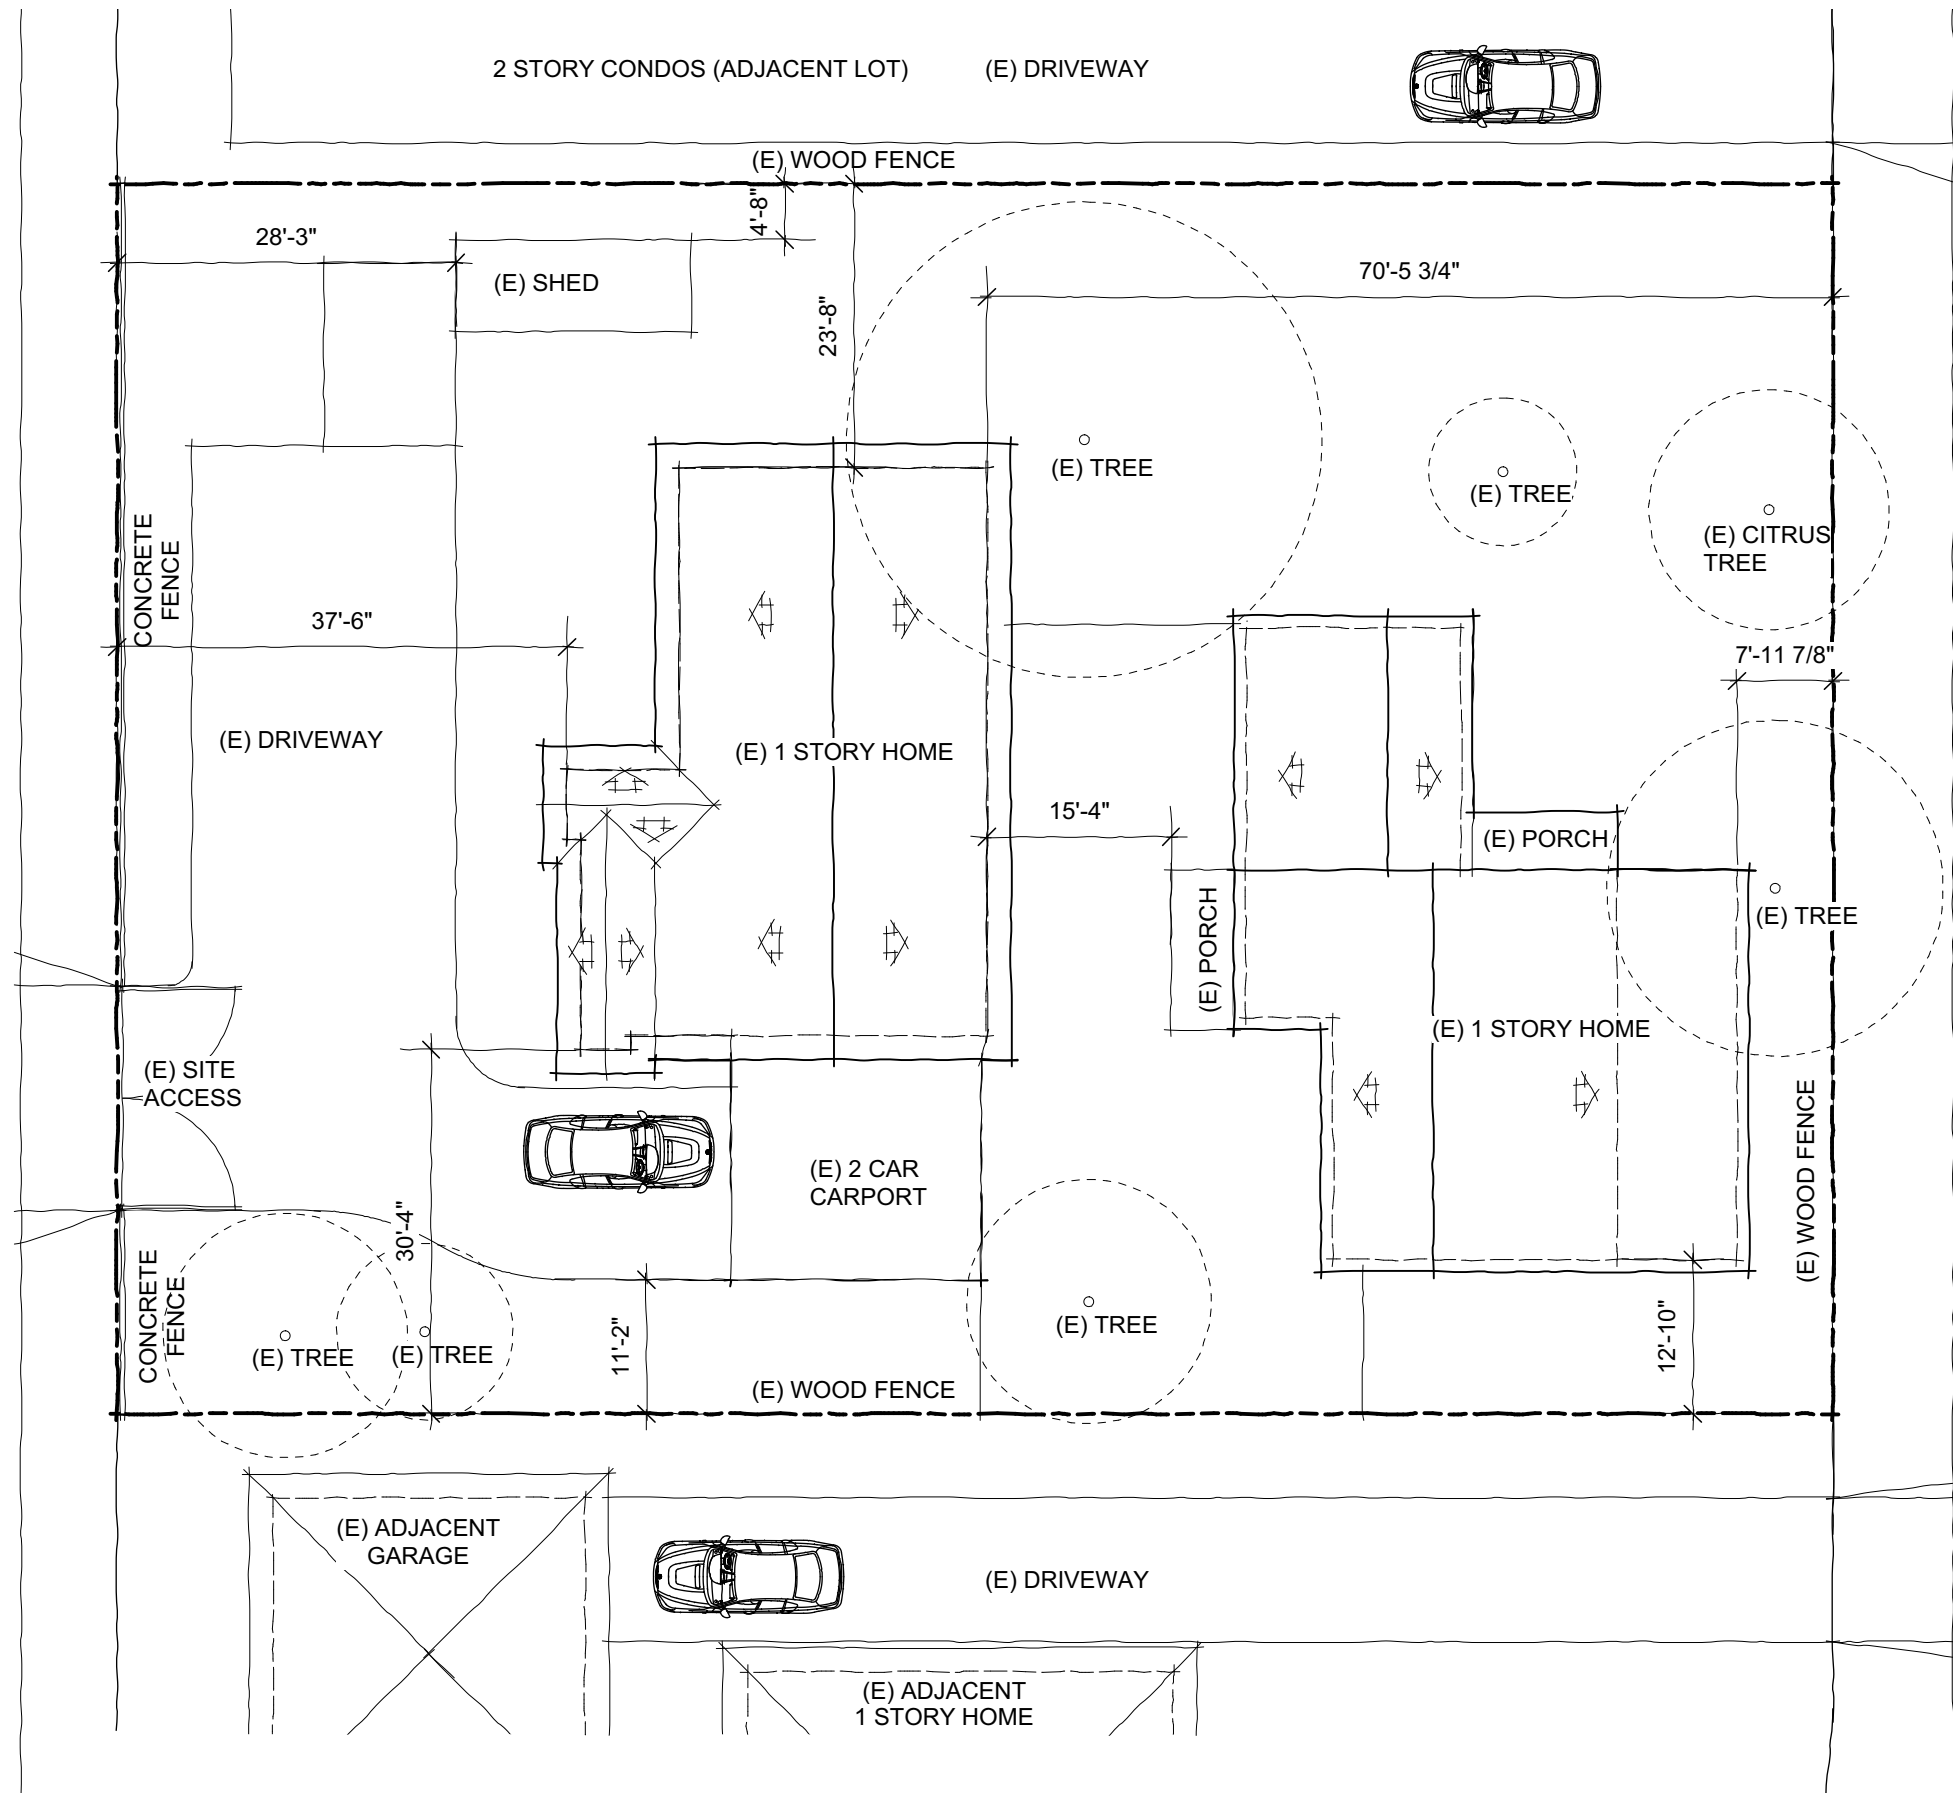 2 STORY CONDOS (ADJACENT LOT)
(E) DRIVEWAY
(E) WOOD FENCE
4'-8"
28'-3"
(E) SHED
70'-5 3/4"
23'-8"
(E) TREE
(E) TREE
(E) CITRUS
TREE
CONCRETE
FENCE
37'-6"
7'-11 7/8"
(E) DRIVEWAY
(E) 1 STORY HOME
15'-4"
(E) PORCH
(E) PORCH
(E) TREE
(E) 1 STORY HOME
(E) SITE
ACCESS
(E) WOOD FENCE
(E) 2 CAR
CARPORT
30'-4"
CONCRETE
FENCE
(E) TREE
(E) TREE
11'-2"
(E) TREE
12'-10"
(E) WOOD FENCE
(E) ADJACENT
GARAGE
(E) DRIVEWAY
(E) ADJACENT
1 STORY HOME